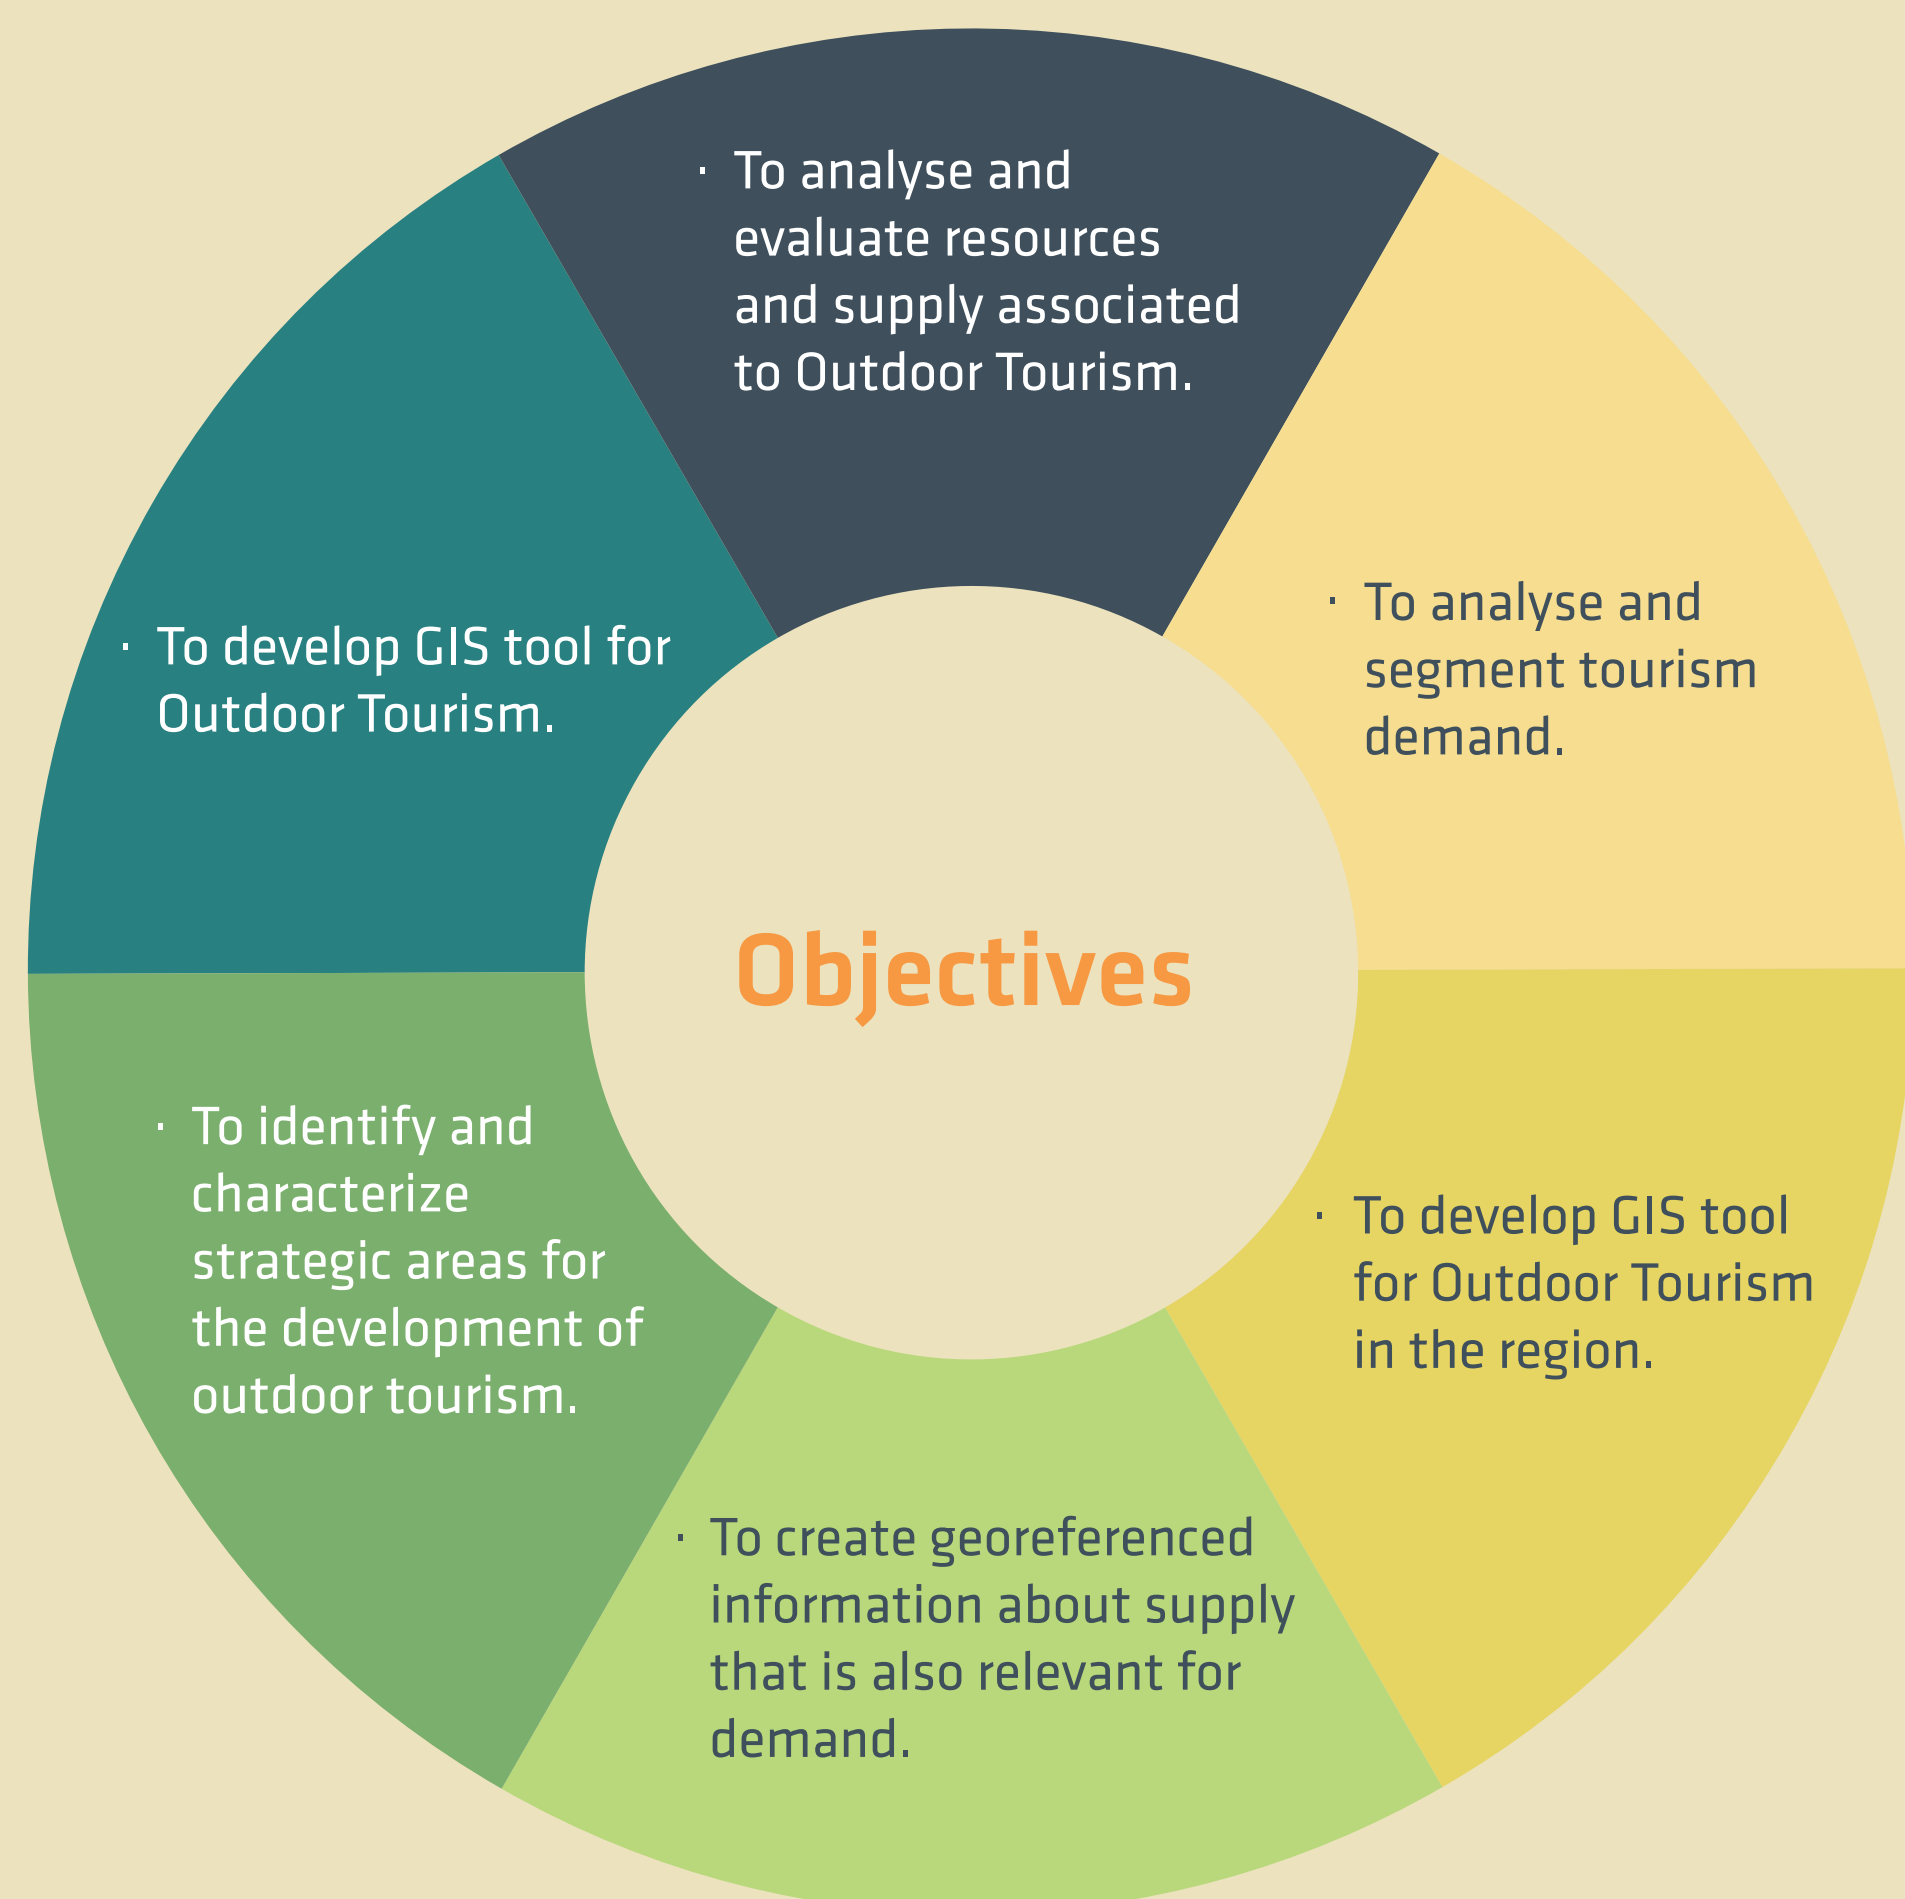 · To analyse and
evaluate resources
and supply associated
to Outdoor Tourism.
· To analyse and
segment tourism
demand.
· To develop GIS tool for
Outdoor Tourism.
Objectives
· To identify and
characterize
strategic areas for
the development of
outdoor tourism.
· To develop GIS tool
for Outdoor Tourism
in the region.
· To create georeferenced
information about supply
that is also relevant for
demand.